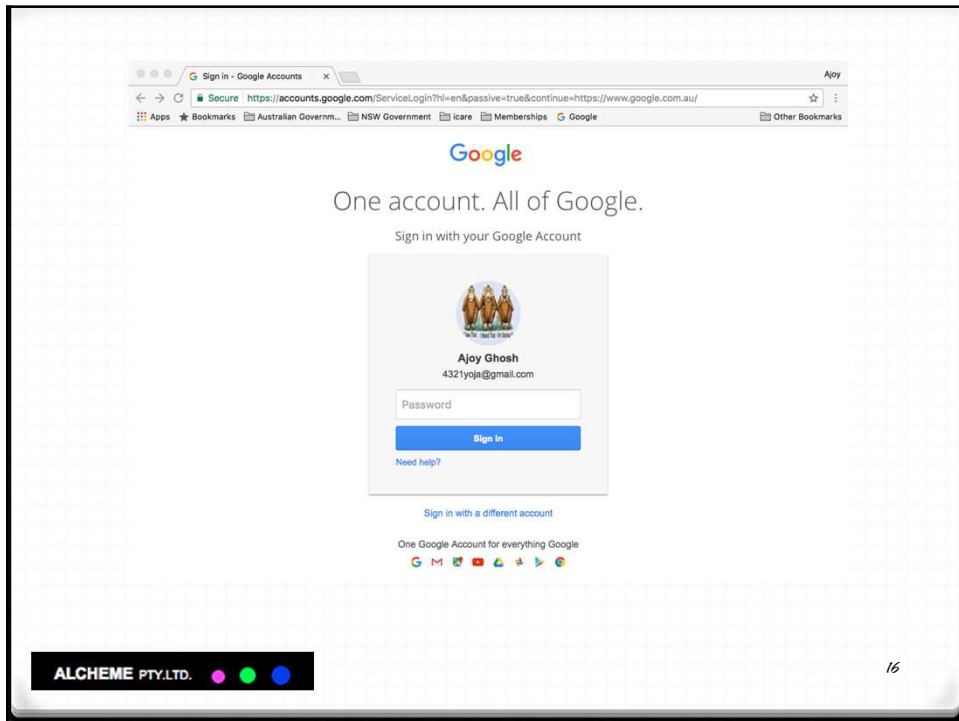 Sign in - Google Accounts
Ajoy
Secure https://accounts.google.com/ServiceLogin?hl=en&passive=true&continue=https://www.google.com.au/
Apps Bookmarks Australian Governm... NSW Government icare Memberships Google Other Bookmarks
Google
One account. All of Google.
Sign in with your Google Account
Ajoy Ghosh
4321yoja@gmail.com
Password
Sign in
Need help?
Sign in with a different account
One Google Account for everything Google
ALCHEME PTY.LTD.
16